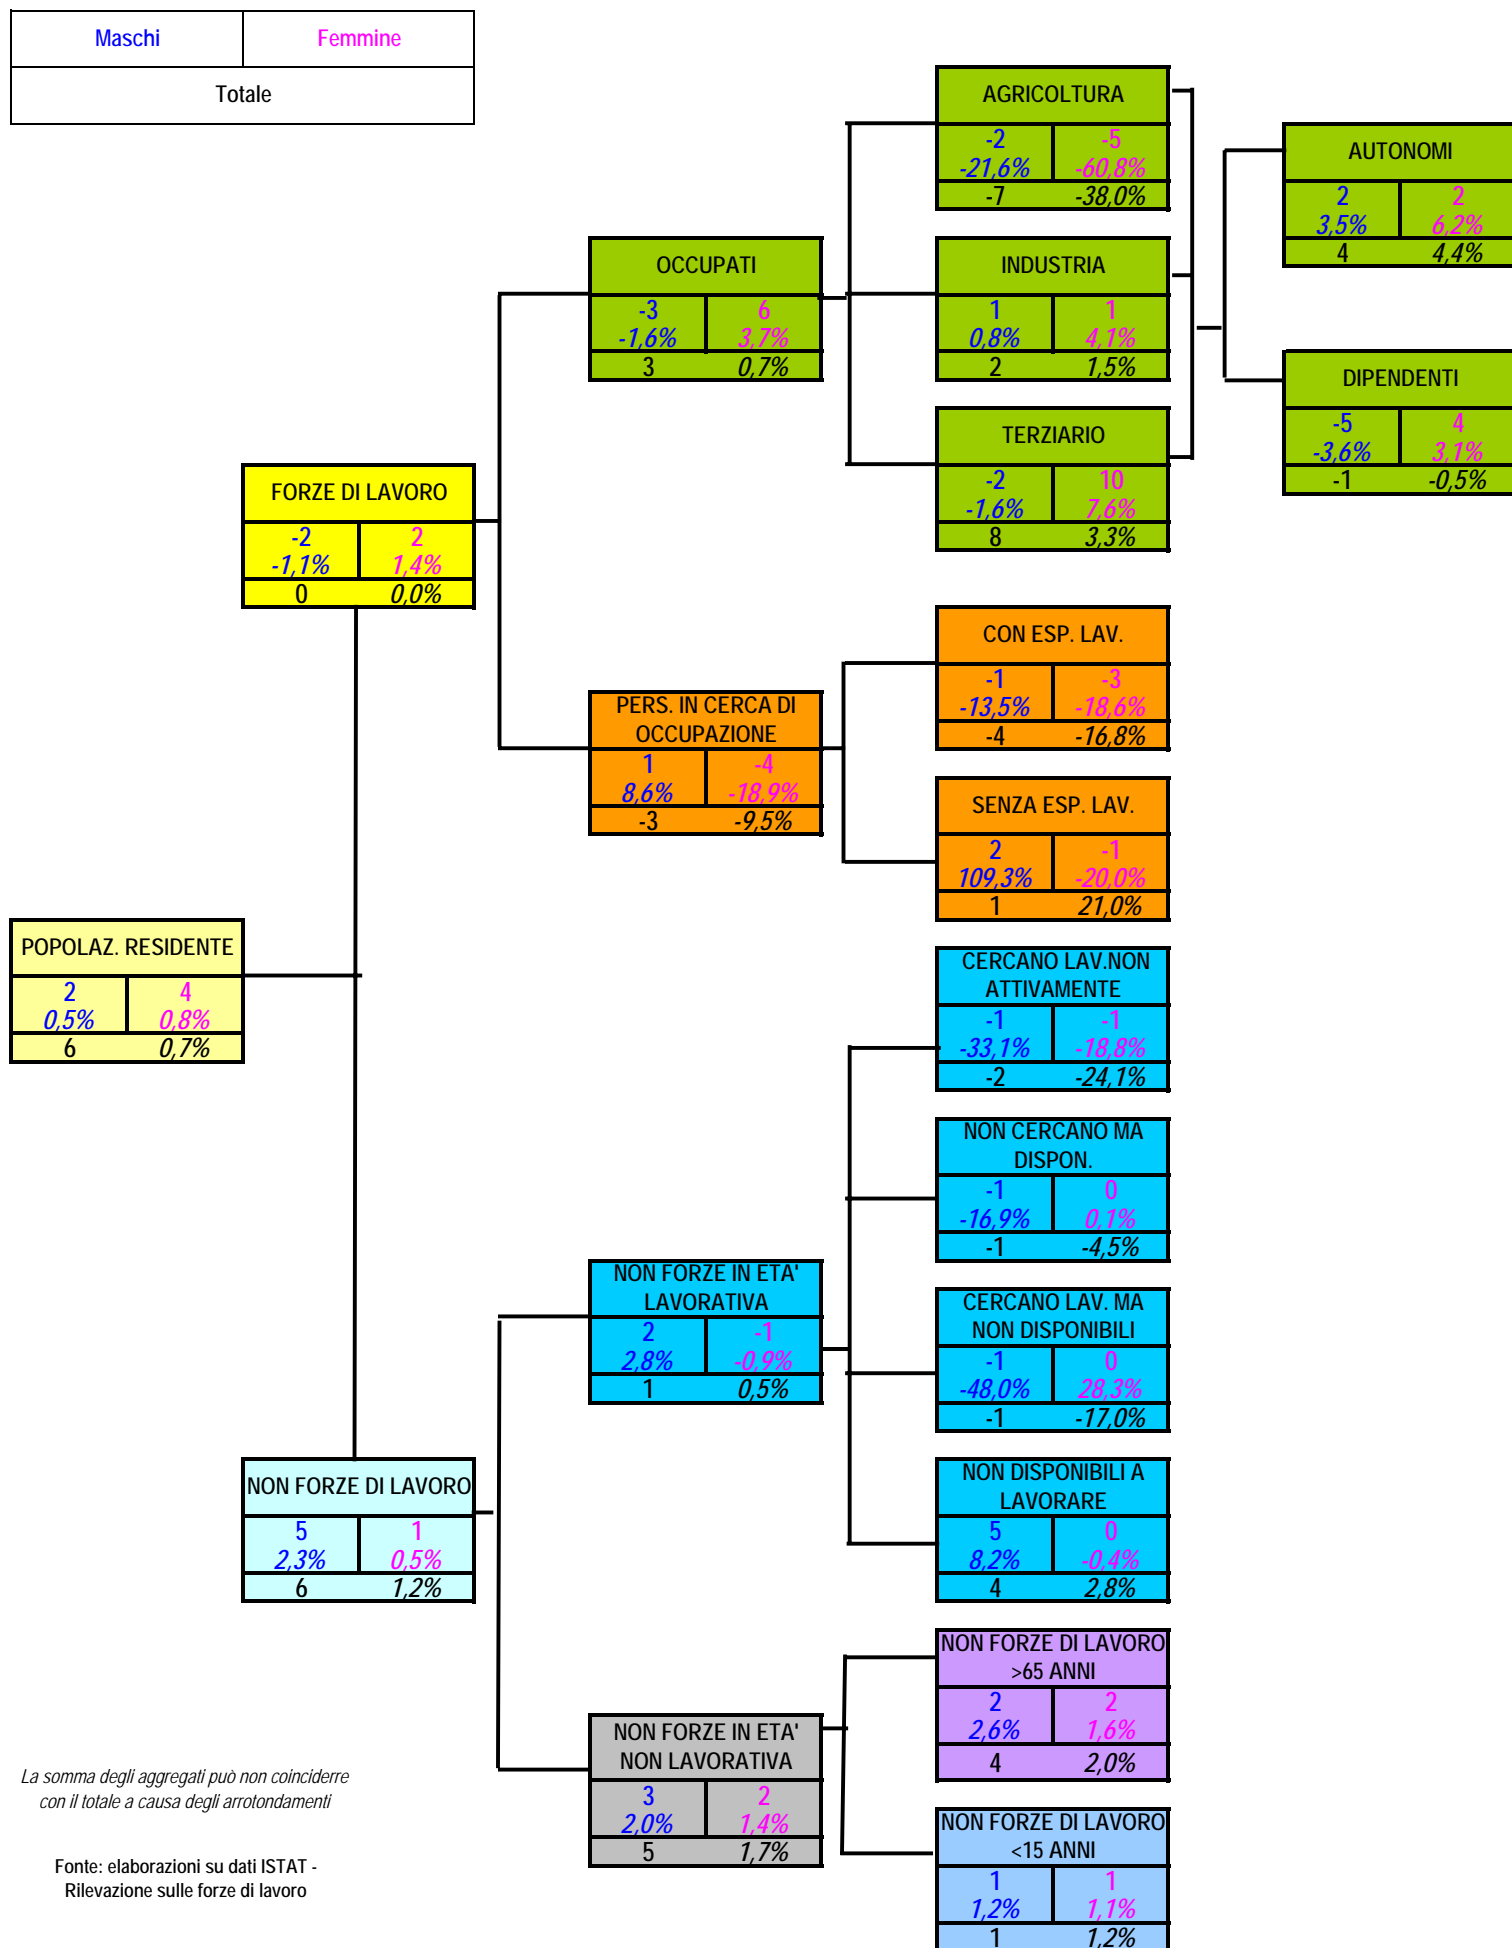 Maschi Femmine
Totale
AGRICOLTURA
-2 -5
-21,6% -60,8%
-7 -38,0%
AUTONOMI
2 2
3,5% 6,2%
4 4,4%
OCCUPATI
-3 6
-1,6% 3,7%
3 0,7%
INDUSTRIA
1 1
0,8% 4,1%
2 1,5%
DIPENDENTI
-5 4
-3,6% 3,1%
-1 -0,5%
TERZIARIO
-2 10
-1,6% 7,6%
8 3,3%
FORZE DI LAVORO
-2 2
-1,1% 1,4%
0 0,0%
CON ESP. LAV.
-1 -3
-13,5% -18,6%
-4 -16,8%
PERS. IN CERCA DI
OCCUPAZIONE
1 -4
8,6% -18,9%
-3 -9,5%
SENZA ESP. LAV.
2 -1
109,3% -20,0%
1 21,0%
POPOLAZ. RESIDENTE
2 4
0,5% 0,8%
6 0,7%
CERCANO LAV.NON
ATTIVAMENTE
-1 -1
-33,1% -18,8%
-2 -24,1%
NON CERCANO MA
DISPON.
-1 0
-16,9% 0,1%
-1 -4,5%
NON FORZE IN ETA'
LAVORATIVA
2 -1
2,8% -0,9%
1 0,5%
CERCANO LAV. MA
NON DISPONIBILI
-1 0
-48,0% 28,3%
-1 -17,0%
NON FORZE DI LAVORO
5 1
2,3% 0,5%
6 1,2%
NON DISPONIBILI A
LAVORARE
5 0
8,2% -0,4%
4 2,8%
NON FORZE DI LAVORO
>65 ANNI
2 2
2,6% 1,6%
4 2,0%
NON FORZE IN ETA'
NON LAVORATIVA
3 2
2,0% 1,4%
5 1,7%
NON FORZE DI LAVORO
<15 ANNI
1 1
1,2% 1,1%
1 1,2%
La somma degli aggregati può non coinciderre
con il totale a causa degli arrotondamenti
Fonte: elaborazioni su dati ISTAT -
Rilevazione sulle forze di lavoro